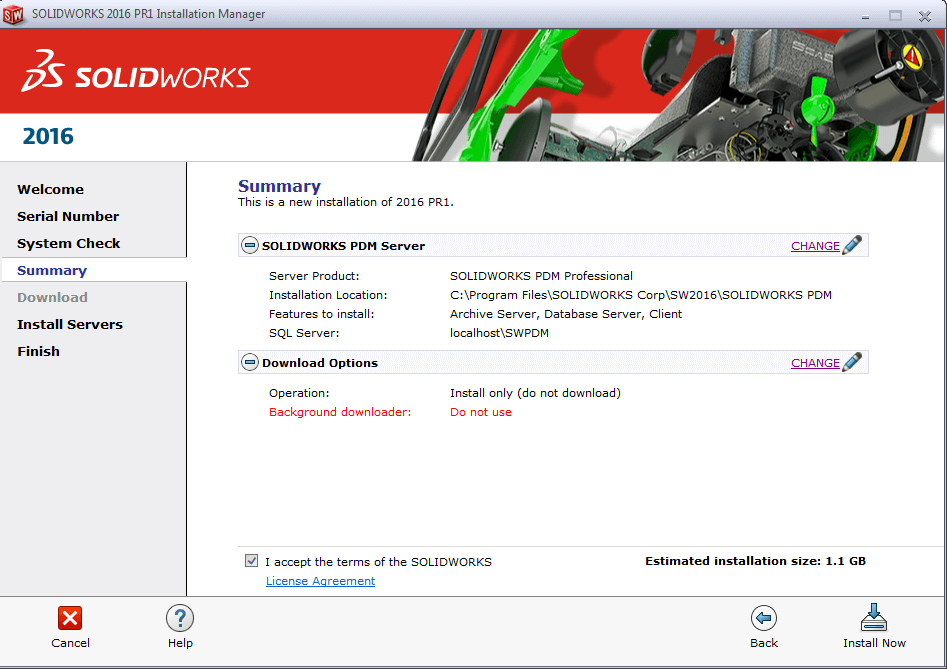 SOLIDWORKS 2016 PR1 Installation Manager
SOLIDWORKS
2016
Welcome
Serial Number
System Check
Summary
Download
Install Servers
Finish
Summary
This is a new installation of 2016 PR1.
SOLIDWORKS PDM Server CHANGE
Server Product: SOLIDWORKS PDM Professional
Installation Location: C:\Program Files\SOLIDWORKS Corp\SW2016\SOLIDWORKS PDM
Features to install: Archive Server, Database Server, Client
SQL Server: localhost\SWPDM
Download Options CHANGE
Operation: Install only (do not download)
Background downloader: Do not use
I accept the terms of the SOLIDWORKS
License Agreement
Estimated installation size: 1.1 GB
Cancel
Help
Back
Install Now